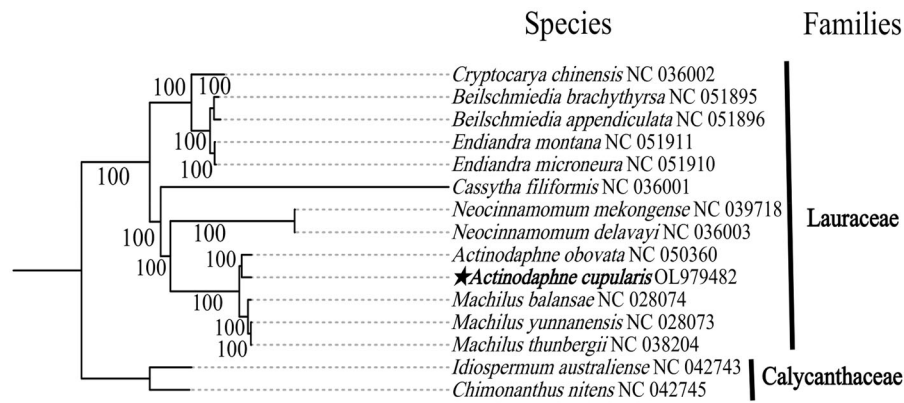 Species Families
Cryptocarya chinensis NC 036002
100 100
Beilschmiedia brachythyrsa NC 051895
Beilschmiedia appendiculata NC 051896
100
Endiandra montana NC 051911
Endiandra microneura NC 051910
100
100
Cassytha filiformis NC 036001
Neocinnamomum mekongense NC 039718
Lauraceae
100
Neocinnamomum delavayi NC 036003
100
Actinodaphne obovata NC 050360
100
100
★Actinodaphne cupularis OL979482
Machilus balansae NC 028074
100
Machilus yunnanensis NC 028073
100
Machilus thunbergii NC 038204
100
Idiospermum australiense NC 042743
Calycanthaceae
Chimonanthus nitens NC 042745